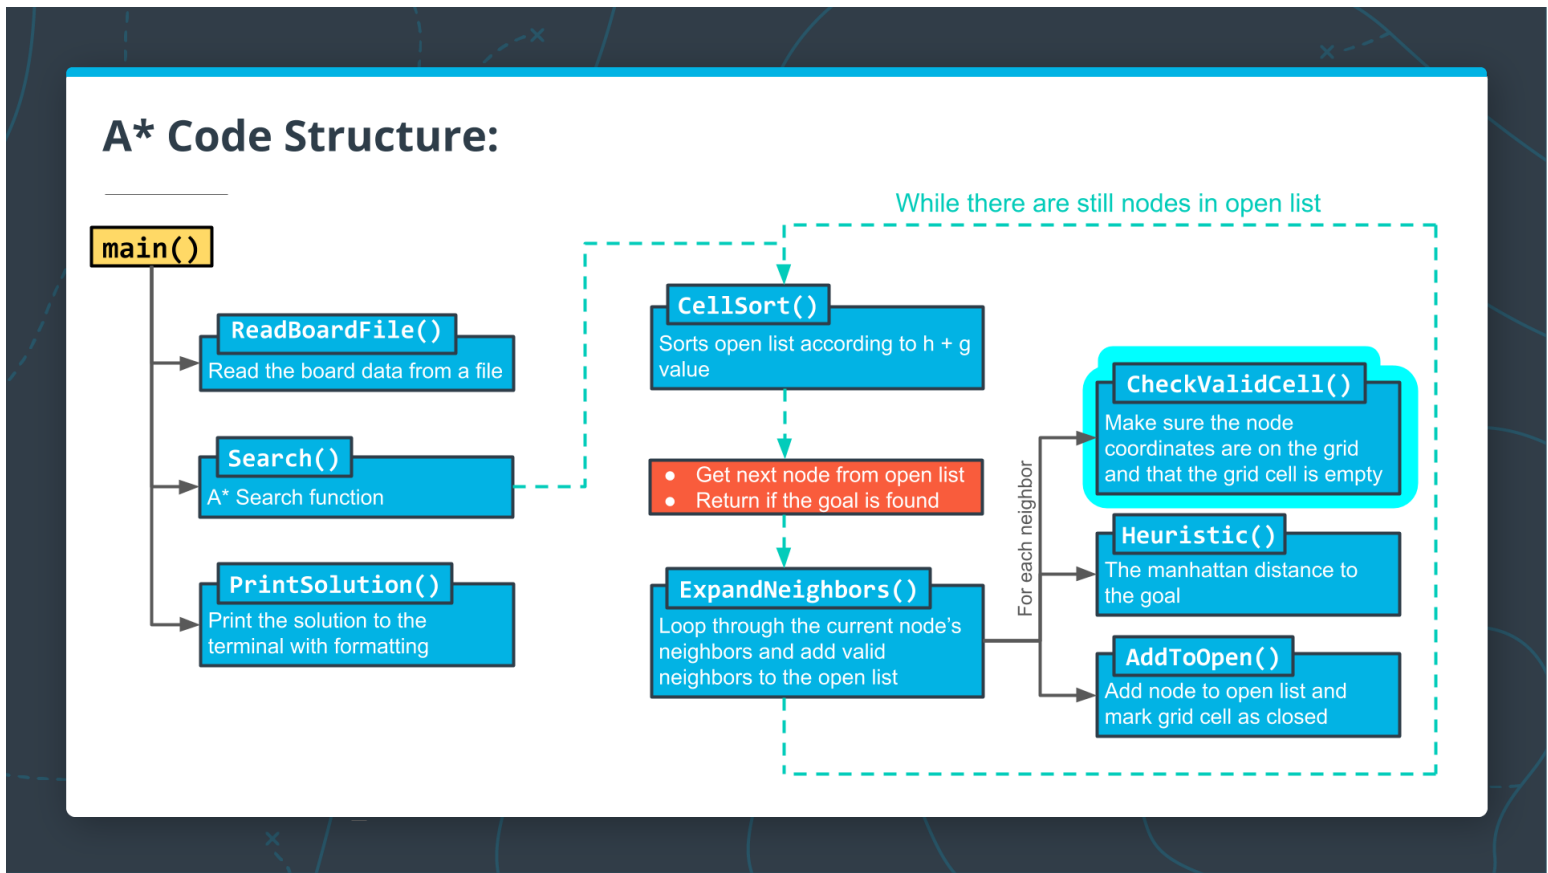 A* Code Structure:
While there are still nodes in open list
main()
ReadBoardFile()
Read the board data from a file
Search()
A* Search function
PrintSolution()
Print the solution to the
terminal with formatting
CellSort()
Sorts open list according to h + g
value
● Get next node from open list
● Return if the goal is found
ExpandNeighbors()
Loop through the current node's
neighbors and add valid
neighbors to the open list
For each neighbor
CheckValidCell()
Make sure the node
coordinates are on the grid
and that the grid cell is empty
Heuristic()
The manhattan distance to
the goal
AddToOpen()
Add node to open list and
mark grid cell as closed